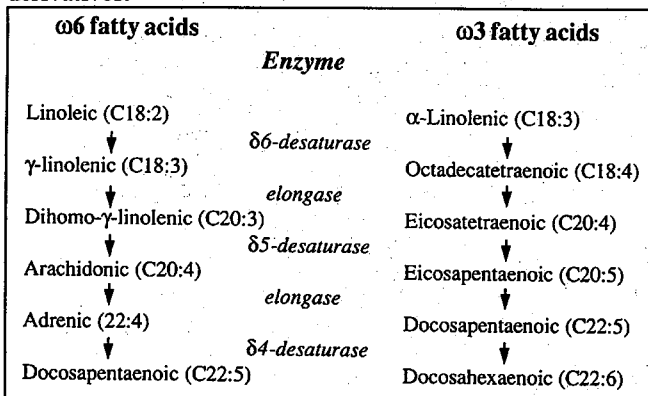 ω6 fatty acids ω3 fatty acids
Enzyme
Linoleic (C18:2) α-Linolenic (C18:3)
δ6-desaturase
γ-linolenic (C18:3) Octadecatetraenoic (C18:4)
elongase
Dihomo-γ-linolenic (C20:3) Eicosatetraenoic (C20:4)
δ5-desaturase
Arachidonic (C20:4) Eicosapentaenoic (C20:5)
elongase
Adrenic (22:4) Docosapentaenoic (C22:5)
δ4-desaturase
Docosapentaenoic (C22:5) Docosahexaenoic (C22:6)